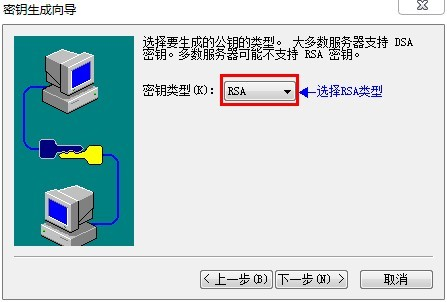 密钥生成向导
选择要生成的公钥的类型。 大多数服务器支持 DSA
密钥。多数服务器可能不支持 RSA 密钥。
密钥类型(K): RSA 选择RSA类型
< 上一步(B) 下一步(N) > 取消